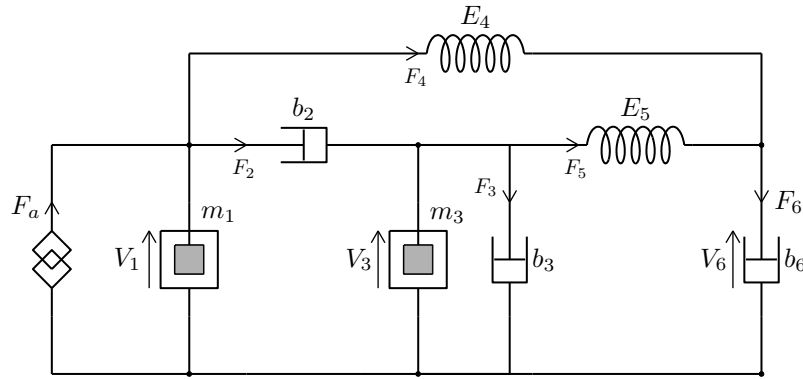 E₄
F₄
b₂
E₅
F₂
F₃
F₅
F₆
Fₐ
m₁
m₃
V₁
V₃
b₃
V₆
b₆